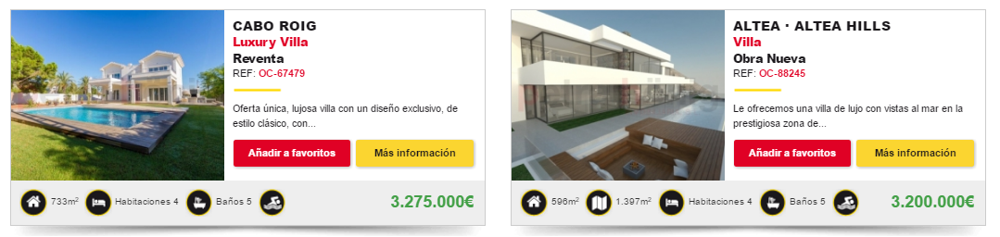 CABO ROIG
Luxury Villa
Reventa
REF: OC-67479
Oferta única, lujosa villa con un diseño exclusivo, de
estilo clásico, con...
Añadir a favoritos
Más información
733m²
Habitaciones 4
Baños 5
3.275.000€
ALTEA · ALTEA HILLS
Villa
Obra Nueva
REF: OC-88245
Le ofrecemos una villa de lujo con vistas al mar en la
prestigiosa zona de...
Añadir a favoritos
Más información
596m²
1.397m²
Habitaciones 4
Baños 5
3.200.000€